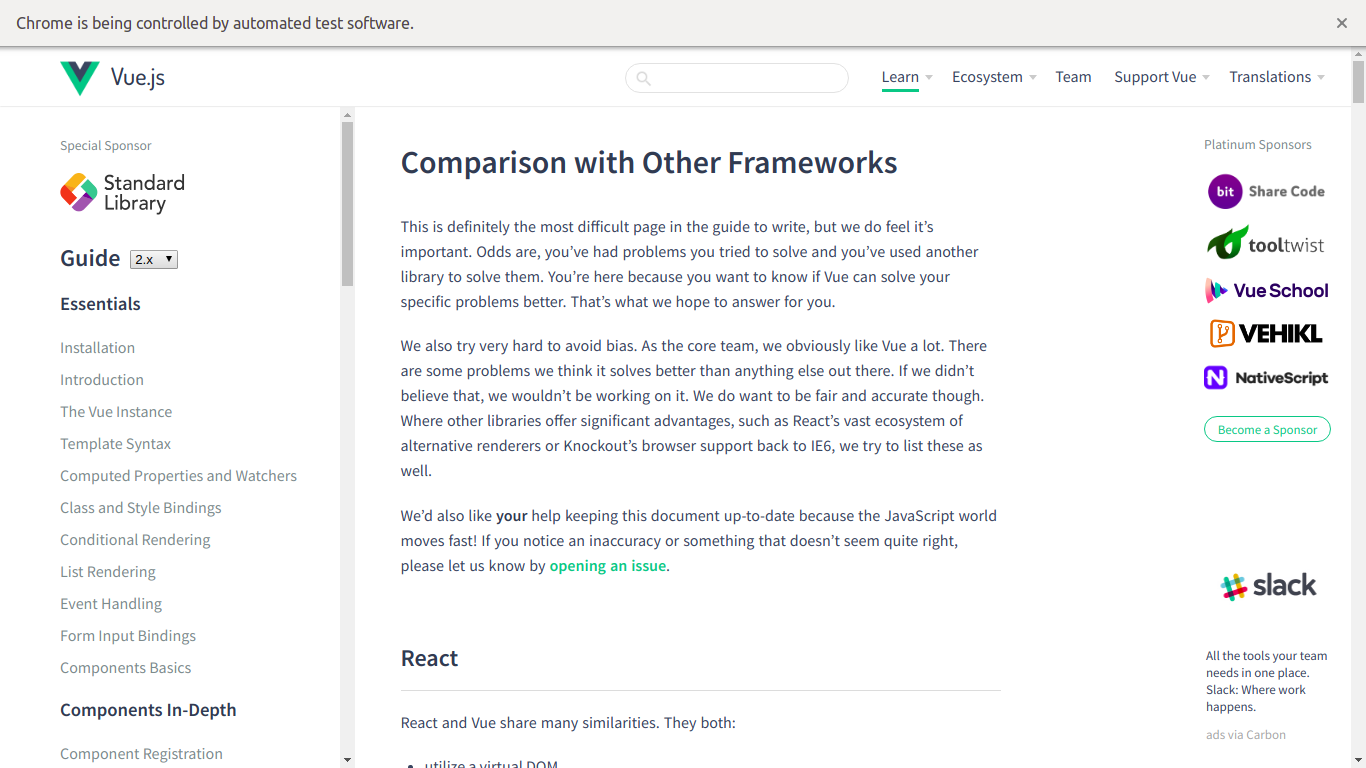 Chrome is being controlled by automated test software.
Vue.js
Learn
Ecosystem
Team
Support Vue
Translations
Special Sponsor
Standard
Library
Guide 2.x
Essentials
Installation
Introduction
The Vue Instance
Template Syntax
Computed Properties and Watchers
Class and Style Bindings
Conditional Rendering
List Rendering
Event Handling
Form Input Bindings
Components Basics
Components In-Depth
Component Registration
Comparison with Other Frameworks
This is definitely the most difficult page in the guide to write, but we do feel it’s
important. Odds are, you’ve had problems you tried to solve and you’ve used another
library to solve them. You’re here because you want to know if Vue can solve your
specific problems better. That’s what we hope to answer for you.
We also try very hard to avoid bias. As the core team, we obviously like Vue a lot. There
are some problems we think it solves better than anything else out there. If we didn’t
believe that, we wouldn’t be working on it. We do want to be fair and accurate though.
Where other libraries offer significant advantages, such as React’s vast ecosystem of
alternative renderers or Knockout’s browser support back to IE6, we try to list these as
well.
We’d also like your help keeping this document up-to-date because the JavaScript world
moves fast! If you notice an inaccuracy or something that doesn’t seem quite right,
please let us know by opening an issue.
React
React and Vue share many similarities. They both:
utilize a virtual DOM
Platinum Sponsors
bit Share Code
tooltwist
Vue School
VEHIKL
NativeScript
Become a Sponsor
slack
All the tools your team
needs in one place.
Slack: Where work
happens.
ads via Carbon